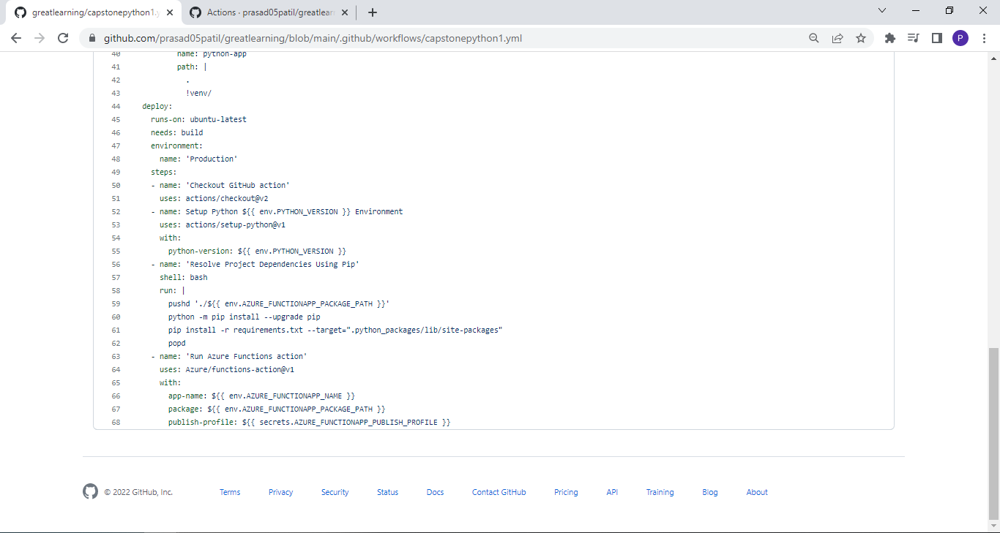 greatlearning/capstonepython1.y
Actions · prasad05patil/greatlear
github.com/prasad05patil/greatlearning/blob/main/.github/workflows/capstonepython1.yml
P
40 name: python-app
41 path: |
42 .
43 !venv/
44 deploy:
45 runs-on: ubuntu-latest
46 needs: build
47 environment:
48 name: 'Production'
49 steps:
50 - name: 'Checkout GitHub action'
51 uses: actions/checkout@v2
52 - name: Setup Python ${{ env.PYTHON_VERSION }} Environment
53 uses: actions/setup-python@v1
54 with:
55 python-version: ${{ env.PYTHON_VERSION }}
56 - name: 'Resolve Project Dependencies Using Pip'
57 shell: bash
58 run: |
59 pushd './${{ env.AZURE_FUNCTIONAPP_PACKAGE_PATH }}'
60 python -m pip install --upgrade pip
61 pip install -r requirements.txt --target=".python_packages/lib/site-packages"
62 popd
63 - name: 'Run Azure Functions action'
64 uses: Azure/functions-action@v1
65 with:
66 app-name: ${{ env.AZURE_FUNCTIONAPP_NAME }}
67 package: ${{ env.AZURE_FUNCTIONAPP_PACKAGE_PATH }}
68 publish-profile: ${{ secrets.AZURE_FUNCTIONAPP_PUBLISH_PROFILE }}
© 2022 GitHub, Inc. Terms Privacy Security Status Docs Contact GitHub Pricing API Training Blog About